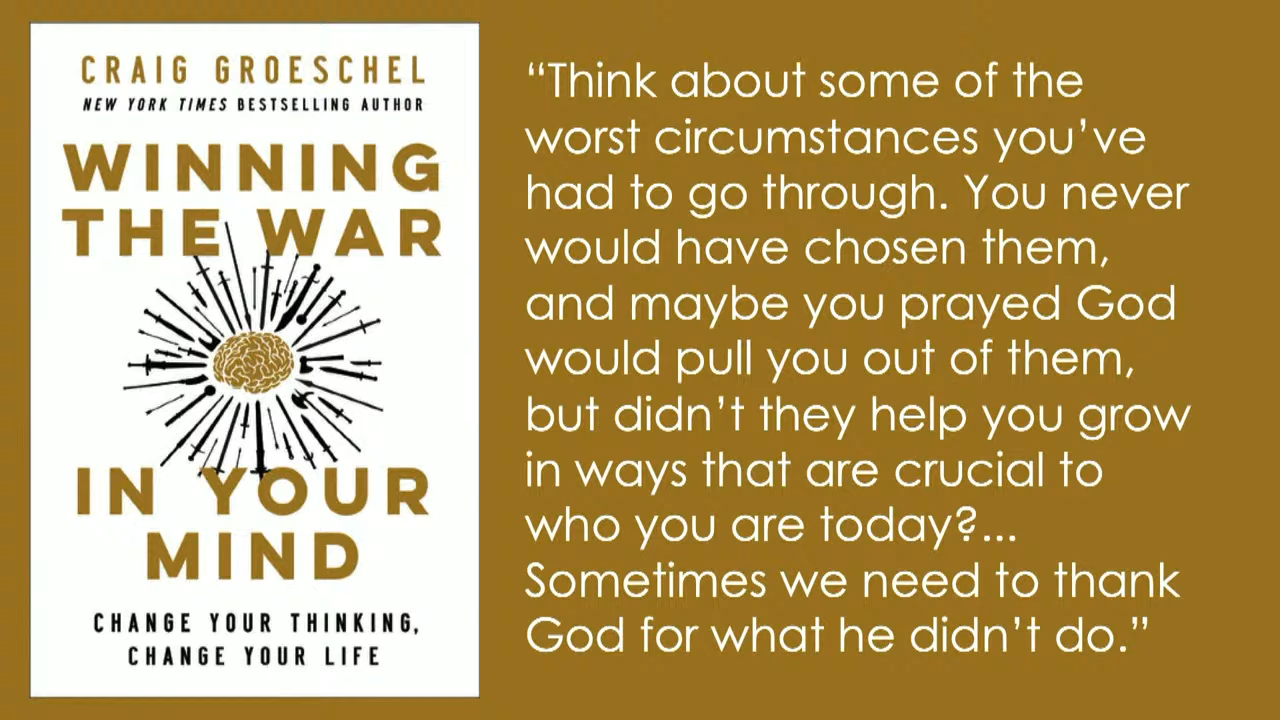 CRAIG GROESCHEL
NEW YORK TIMES BESTSELLING AUTHOR
WINNING
THE WAR
IN YOUR
MIND
CHANGE YOUR THINKING,
CHANGE YOUR LIFE
“Think about some of the
worst circumstances you’ve
had to go through. You never
would have chosen them,
and maybe you prayed God
would pull you out of them,
but didn’t they help you grow
in ways that are crucial to
who you are today?...
Sometimes we need to thank
God for what he didn’t do.”